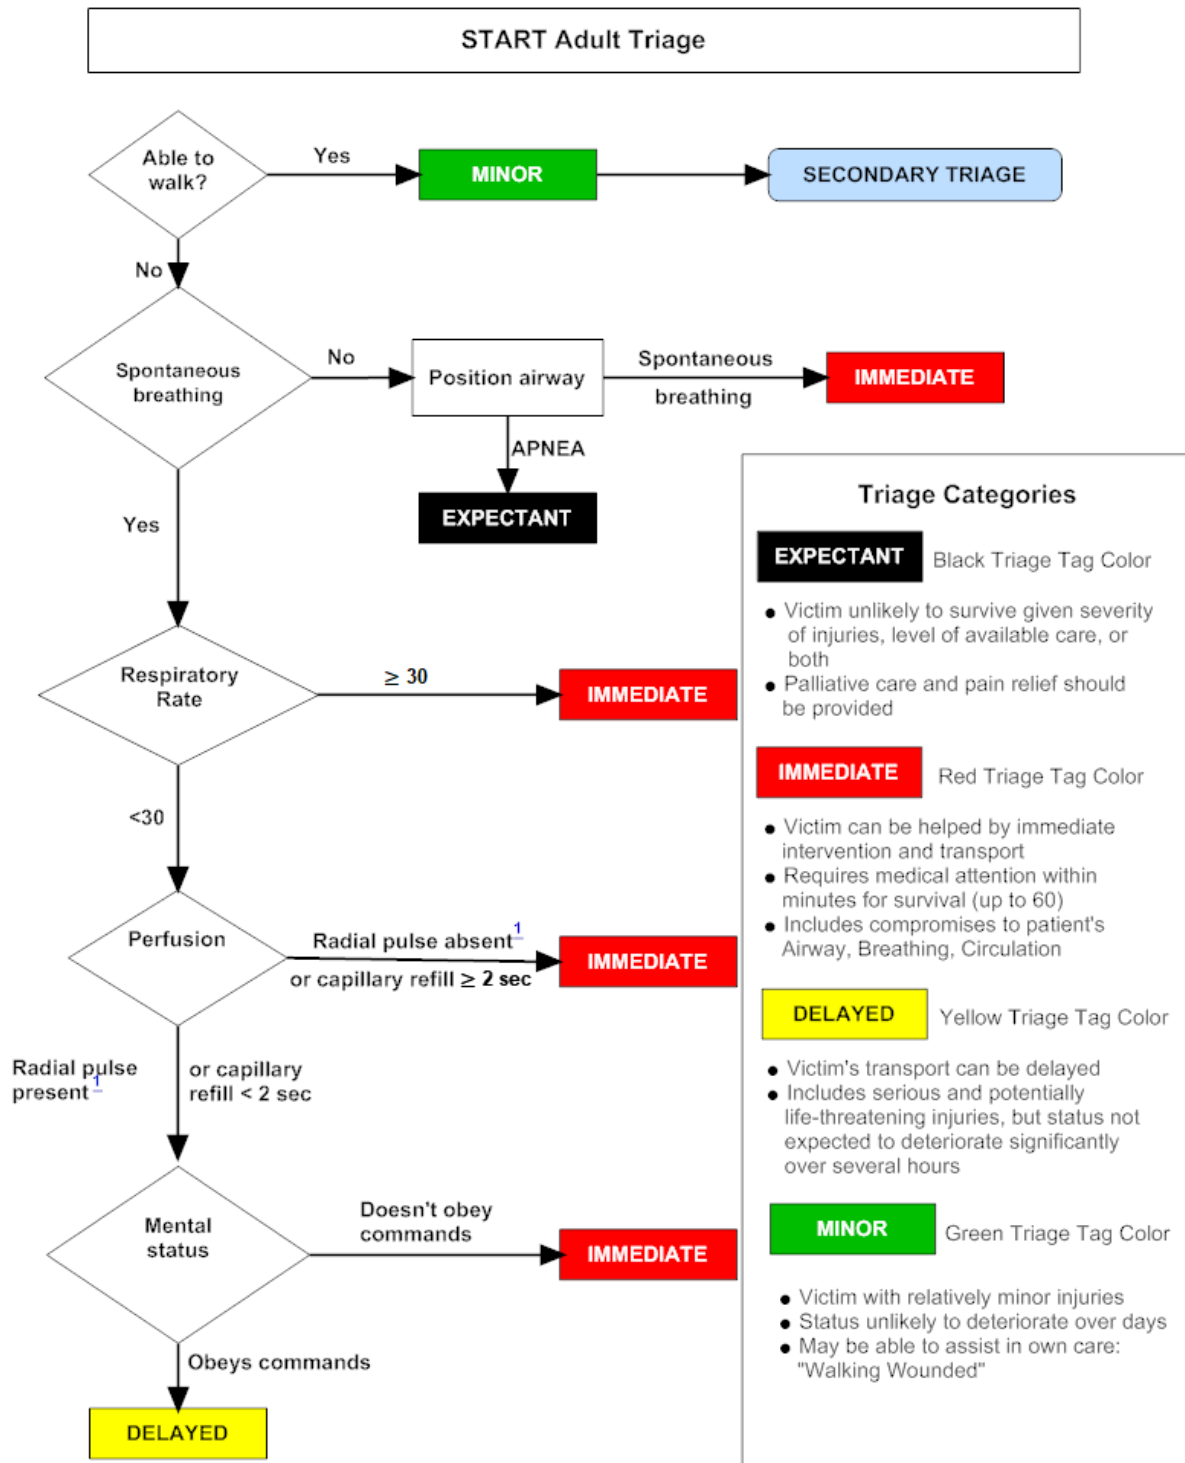 START Adult Triage
Able to
walk?
Yes
MINOR
SECONDARY TRIAGE
No
Spontaneous
breathing
No
Position airway
Spontaneous
breathing
IMMEDIATE
APNEA
EXPECTANT
Yes
Respiratory
Rate
≥ 30
IMMEDIATE
<30
Perfusion
Radial pulse absent1
or capillary refill ≥ 2 sec
IMMEDIATE
Radial pulse
present1
or capillary
refill < 2 sec
Mental
status
Doesn't obey
commands
IMMEDIATE
Obeys commands
DELAYED
Triage Categories
EXPECTANT Black Triage Tag Color
● Victim unlikely to survive given severity
of injuries, level of available care, or
both
● Palliative care and pain relief should
be provided
IMMEDIATE Red Triage Tag Color
● Victim can be helped by immediate
intervention and transport
● Requires medical attention within
minutes for survival (up to 60)
● Includes compromises to patient's
Airway, Breathing, Circulation
DELAYED Yellow Triage Tag Color
● Victim's transport can be delayed
● Includes serious and potentially
life-threatening injuries, but status not
expected to deteriorate significantly
over several hours
MINOR Green Triage Tag Color
● Victim with relatively minor injuries
● Status unlikely to deteriorate over days
● May be able to assist in own care:
"Walking Wounded"